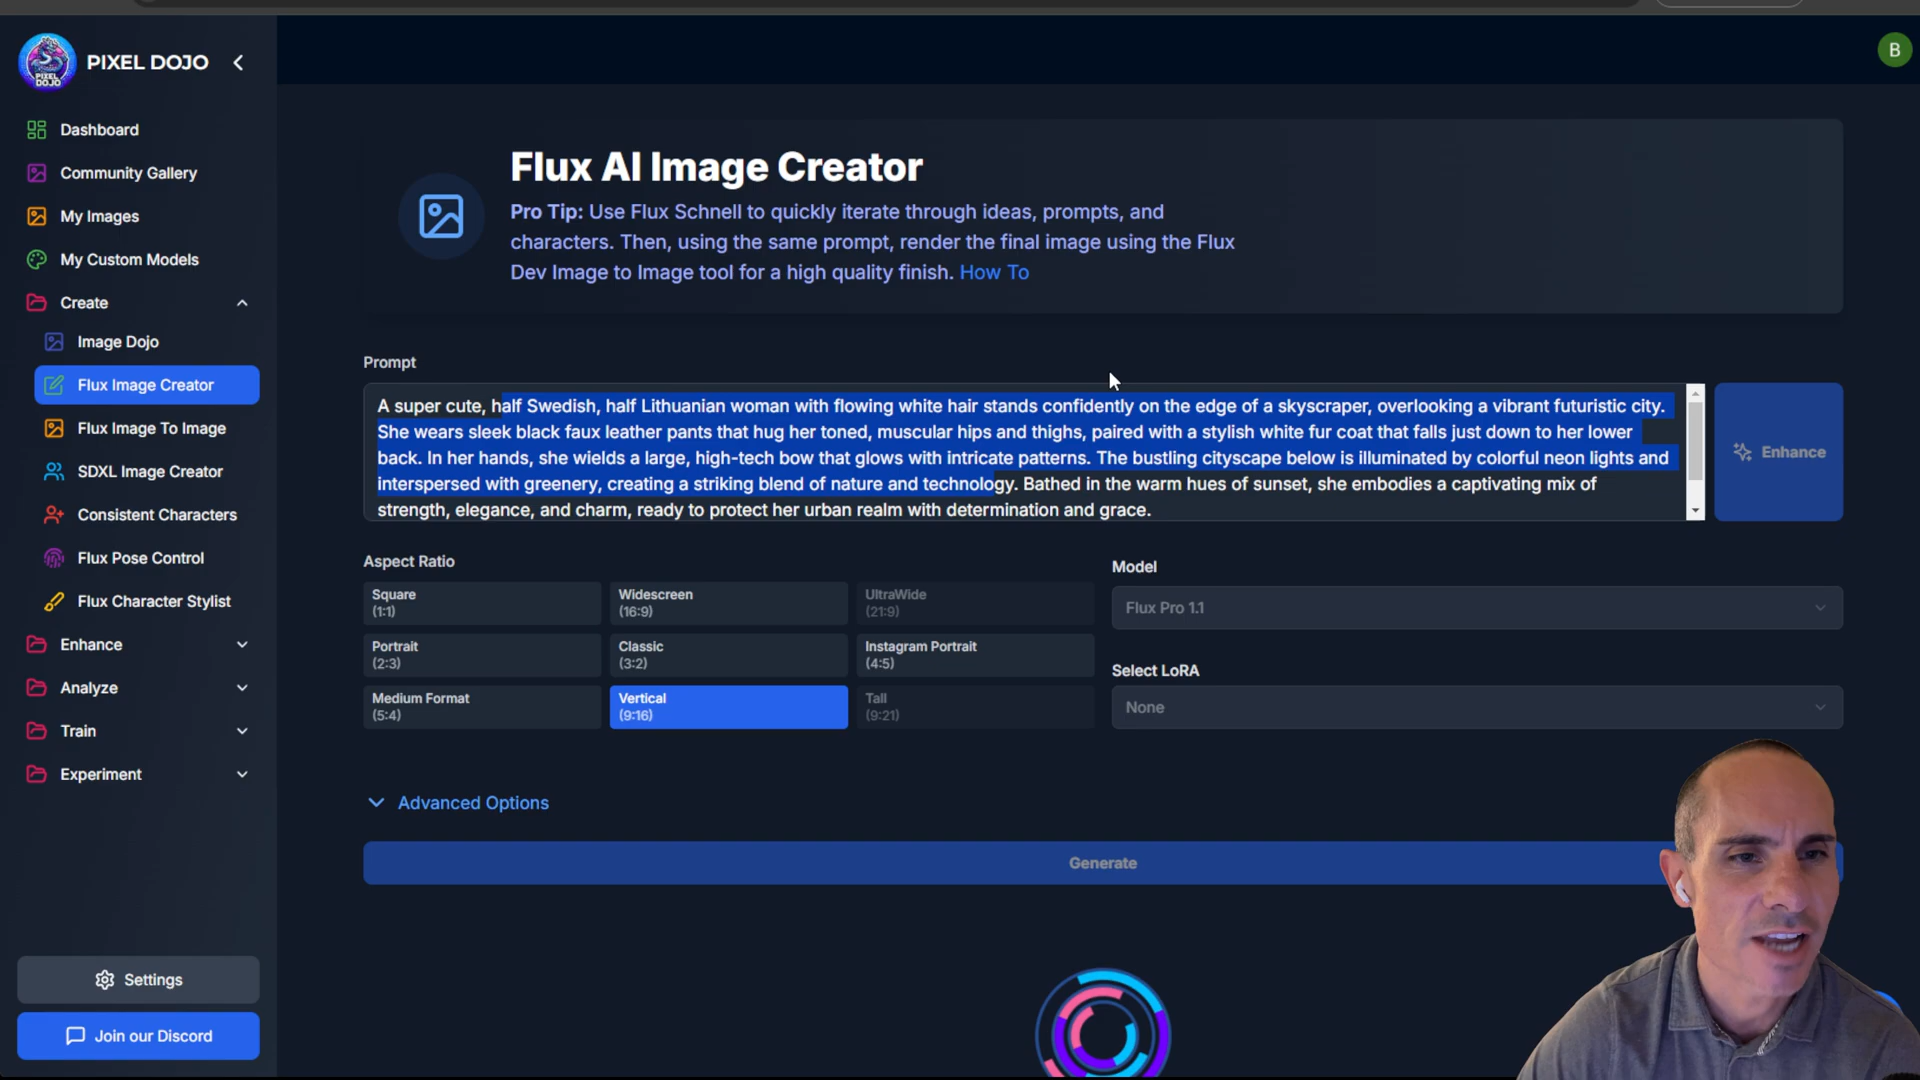 PIXEL DOJO
PIXEL DOJO
B
Dashboard
Community Gallery
My Images
My Custom Models
Create
Image Dojo
Flux Image Creator
Flux Image To Image
SDXL Image Creator
Consistent Characters
Flux Pose Control
Flux Character Stylist
Enhance
Analyze
Train
Experiment
Settings
Join our Discord
Flux AI Image Creator
Pro Tip: Use Flux Schnell to quickly iterate through ideas, prompts, and
characters. Then, using the same prompt, render the final image using the Flux
Dev Image to Image tool for a high quality finish. How To
Prompt
A super cute, half Swedish, half Lithuanian woman with flowing white hair stands confidently on the edge of a skyscraper, overlooking a vibrant futuristic city.
She wears sleek black faux leather pants that hug her toned, muscular hips and thighs, paired with a stylish white fur coat that falls just down to her lower
back. In her hands, she wields a large, high-tech bow that glows with intricate patterns. The bustling cityscape below is illuminated by colorful neon lights and
interspersed with greenery, creating a striking blend of nature and technology. Bathed in the warm hues of sunset, she embodies a captivating mix of
strength, elegance, and charm, ready to protect her urban realm with determination and grace.
Enhance
Aspect Ratio
Square
(1:1)
Widescreen
(16:9)
UltraWide
(21:9)
Portrait
(2:3)
Classic
(3:2)
Instagram Portrait
(4:5)
Medium Format
(5:4)
Vertical
(9:16)
Tall
(9:21)
Model
Flux Pro 1.1
Select LoRA
None
Advanced Options
Generate